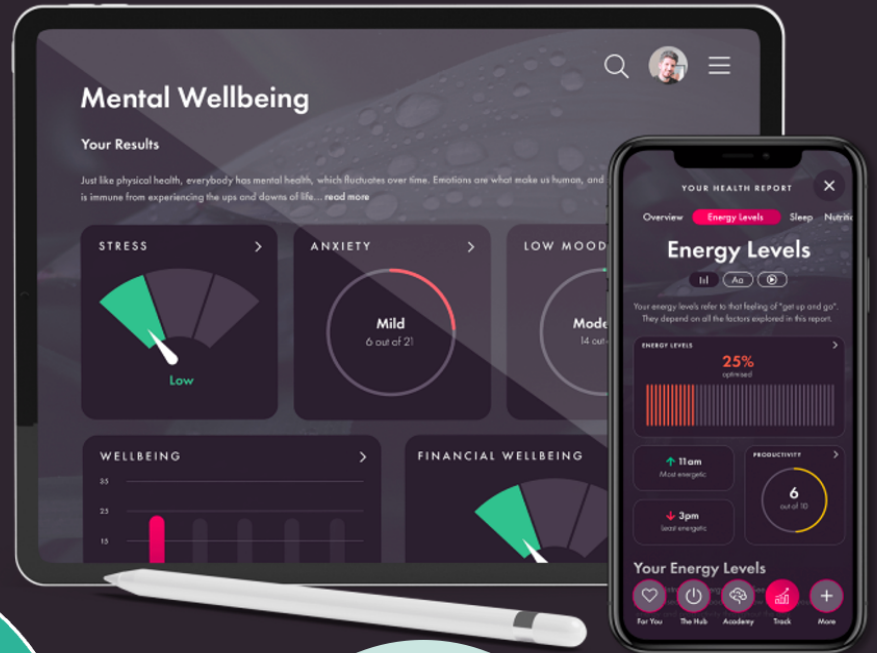 Mental Wellbeing
Your Results
Just like physical health, everybody has mental health, which fluctuates over time. Emotions are what make us human, and
is immune from experiencing the ups and downs of life... read more
STRESS
Low
ANXIETY
Mild
6 out of 21
LOW MOOD
Mode
14 out
WELLBEING
35
25
15
FINANCIAL WELLBEING
YOUR HEALTH REPORT
Overview
Energy Levels
Sleep
Nutritio
Energy Levels
Aa
Your energy levels refer to that feeling of "get up and go".
They depend on all the factors explored in this report.
ENERGY LEVELS
25%
optimised
11am
Most energetic
3pm
Least energetic
PRODUCTIVITY
6
out of 10
Your Energy Levels
For You
The Hub
Academy
Track
More